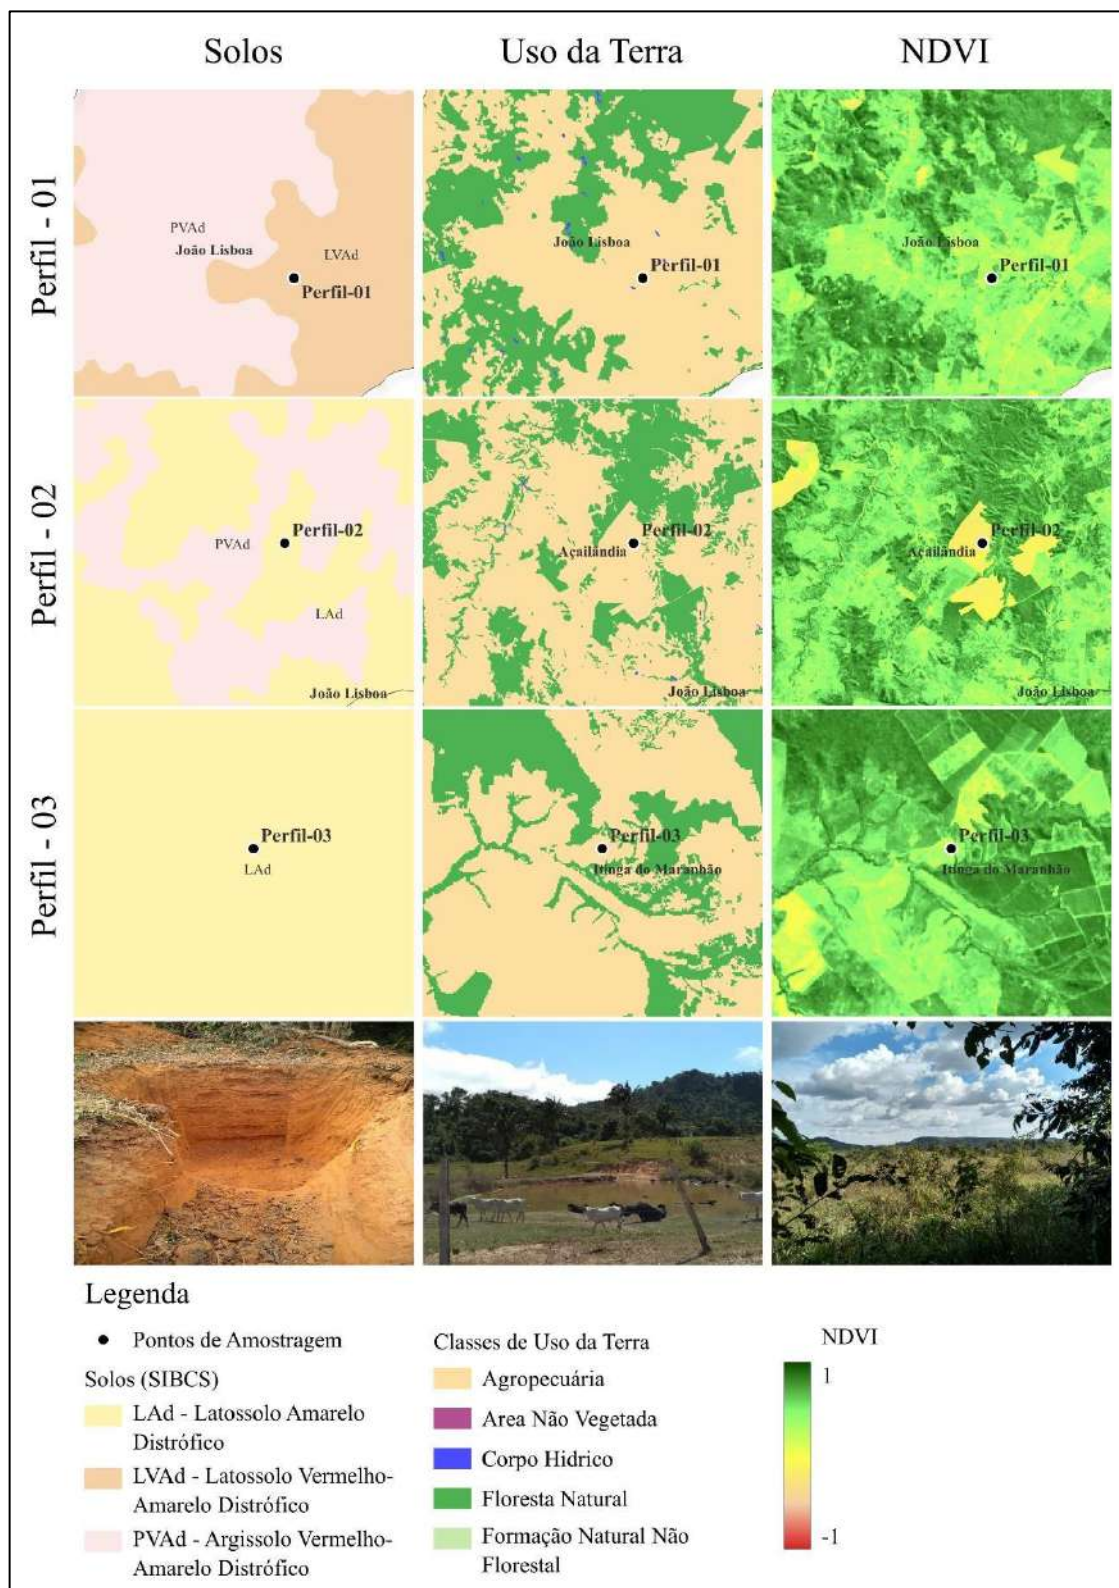 Solos
Uso da Terra
NDVI
Perfil - 01
PVAd
João Lisboa
LVAd
Perfil-01
João Lisboa
Perfil-01
João Lisboa
Perfil-01
Perfil - 02
PVAd
Perfil-02
LAd
João Lisboa
Perfil-02
Açailândia
João Lisboa
Perfil-02
Açailândia
João Lisboa
Perfil - 03
Perfil-03
LAd
Perfil-03
Itinga do Maranhão
Perfil-03
Itinga do Maranhão
Legenda
Pontos de Amostragem
Solos (SIBCS)
LAd - Latossolo Amarelo
Distrófico
LVAd - Latossolo Vermelho-
Amarelo Distrófico
PVAd - Argissolo Vermelho-
Amarelo Distrófico
Classes de Uso da Terra
Agropecuária
Area Não Vegetada
Corpo Hidrico
Floresta Natural
Formação Natural Não
Florestal
NDVI
1
-1